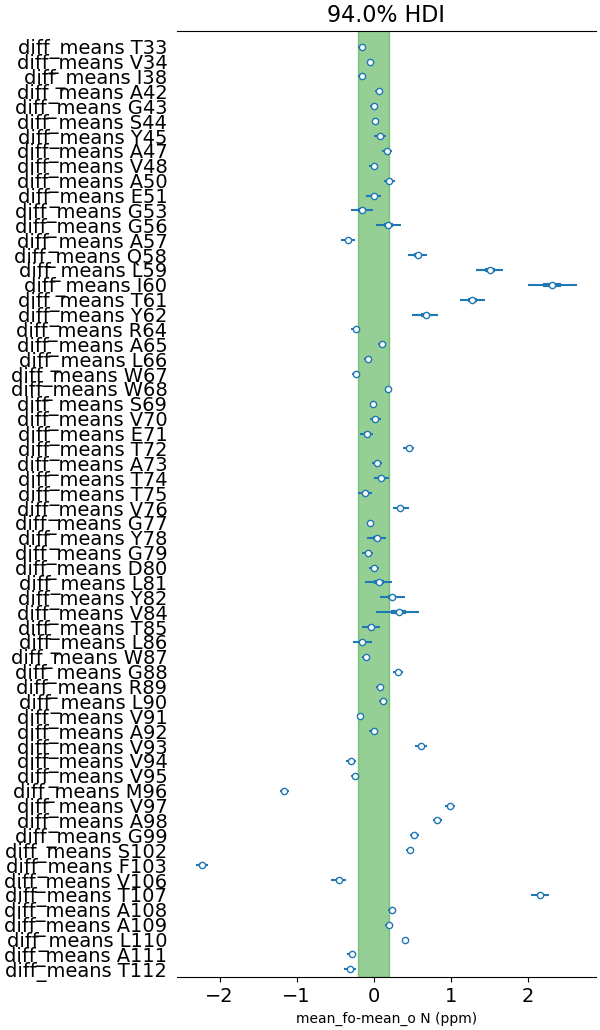 94.0% HDI
diff_means T33
diff_means V34
diff_means I38
diff_means A42
diff_means G43
diff_means S44
diff_means Y45
diff_means A47
diff_means V48
diff_means A50
diff_means E51
diff_means G53
diff_means G56
diff_means A57
diff_means Q58
diff_means L59
diff_means I60
diff_means T61
diff_means Y62
diff_means R64
diff_means A65
diff_means L66
diff_means W67
diff_means W68
diff_means S69
diff_means V70
diff_means E71
diff_means T72
diff_means A73
diff_means T74
diff_means T75
diff_means V76
diff_means G77
diff_means Y78
diff_means G79
diff_means D80
diff_means L81
diff_means Y82
diff_means V84
diff_means T85
diff_means L86
diff_means W87
diff_means G88
diff_means R89
diff_means L90
diff_means V91
diff_means A92
diff_means V93
diff_means V94
diff_means V95
diff_means M96
diff_means V97
diff_means A98
diff_means G99
diff_means S102
diff_means F103
diff_means V106
diff_means T107
diff_means A108
diff_means A109
diff_means L110
diff_means A111
diff_means T112
−2 −1 0 1 2
mean_fo-mean_o N (ppm)